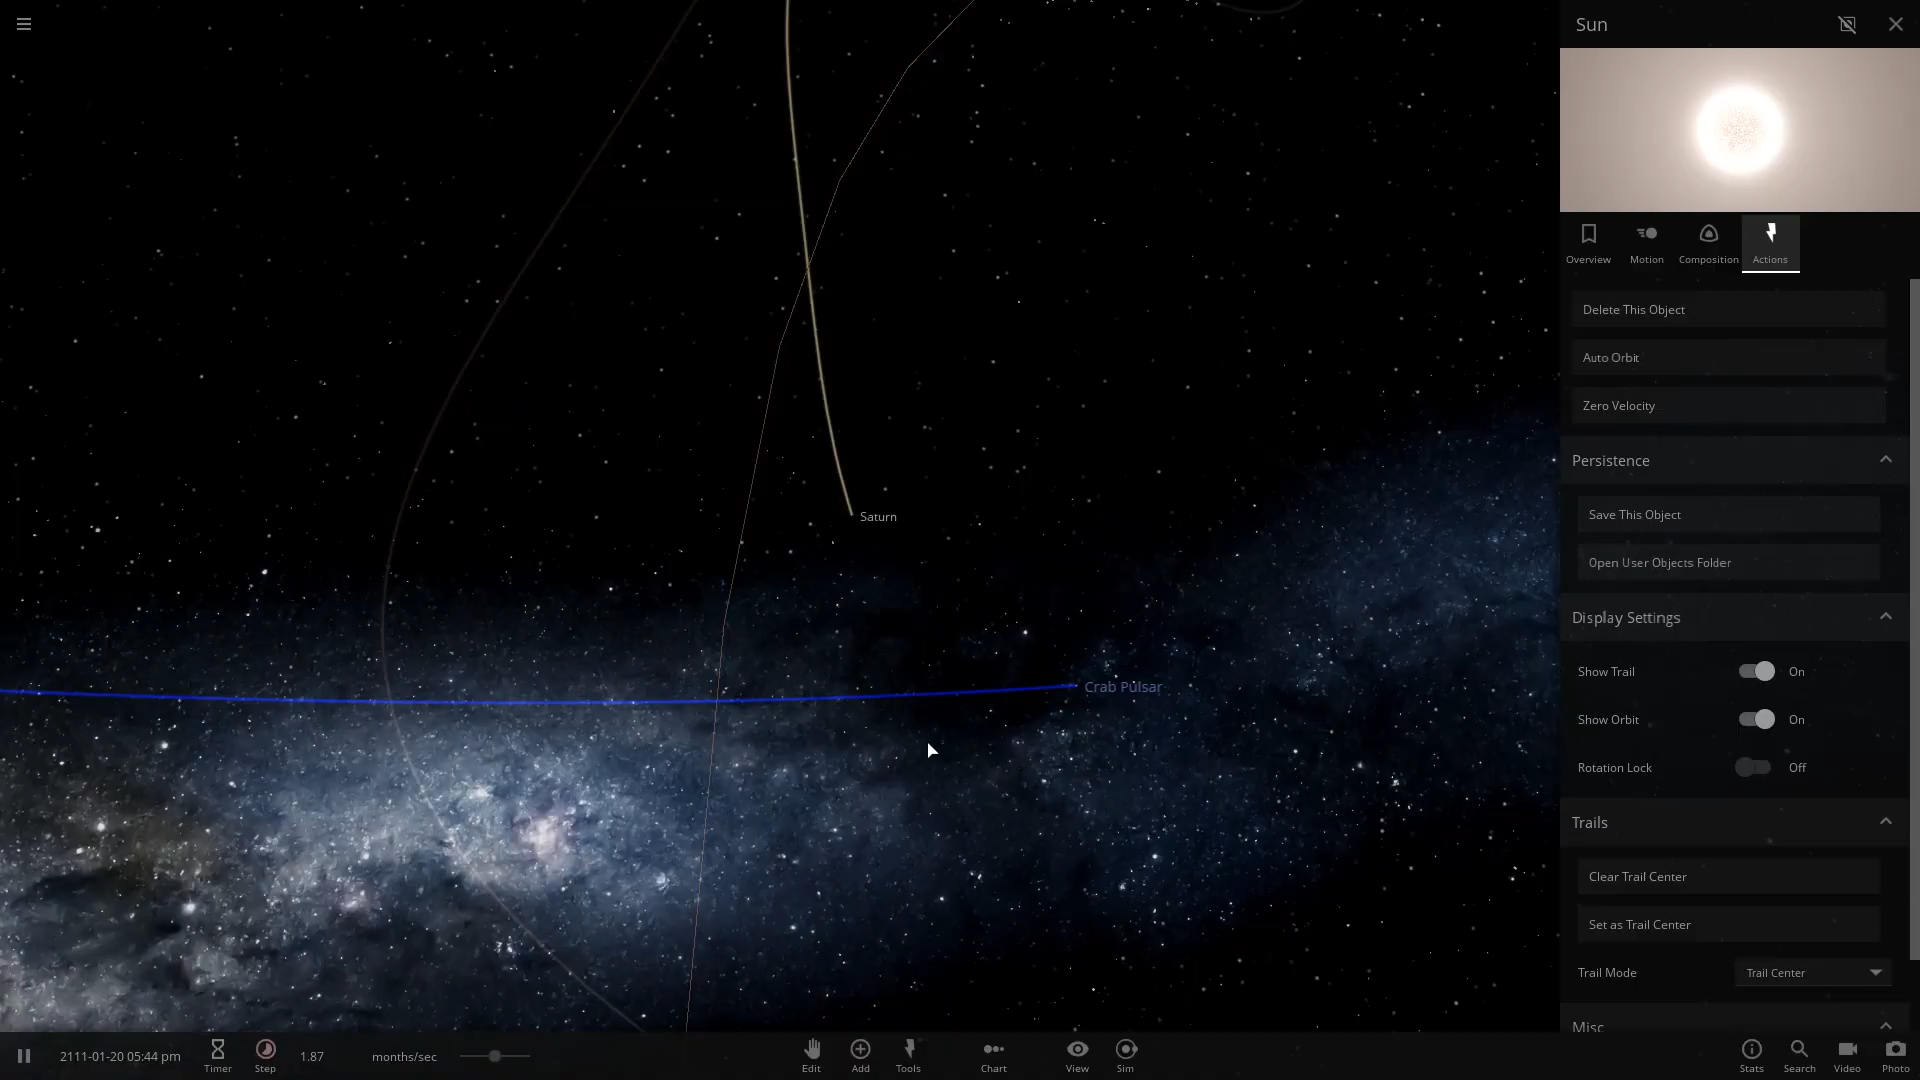 Sun
Overview
Motion
Composition
Actions
Delete This Object
Auto Orbit
Zero Velocity
Persistence
Save This Object
Open User Objects Folder
Display Settings
Show Trail On
Show Orbit On
Rotation Lock Off
Trails
Clear Trail Center
Set as Trail Center
Trail Mode Trail Center
Misc
Saturn
Crab Pulsar
2111-01-20 05:44 pm
Timer
Step
1.87
months/sec
Edit
Add
Tools
Chart
View
Sim
Stats
Search
Video
Photo